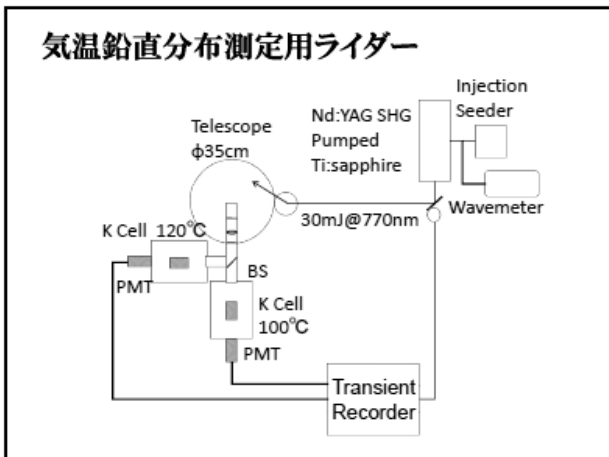 気温鉛直分布測定用ライダー
Injection
Seeder
Nd:YAG SHG
Pumped
Ti:sapphire
Telescope
φ35cm
Wavemeter
30mJ@770nm
K Cell 120℃
PMT
BS
K Cell
100℃
PMT
Transient
Recorder